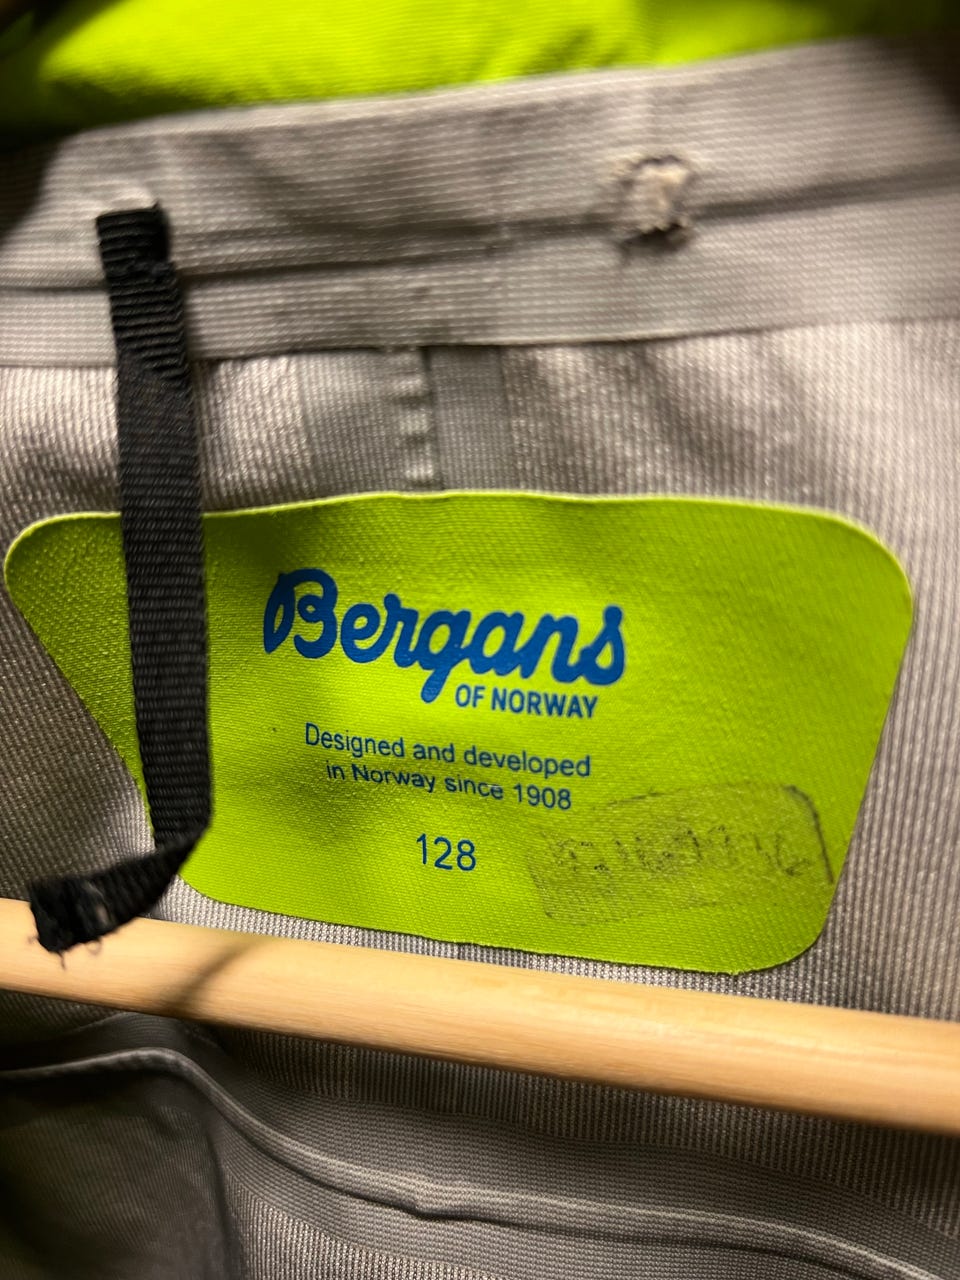 Bergans
OF NORWAY
Designed and developed
in Norway since 1908
128